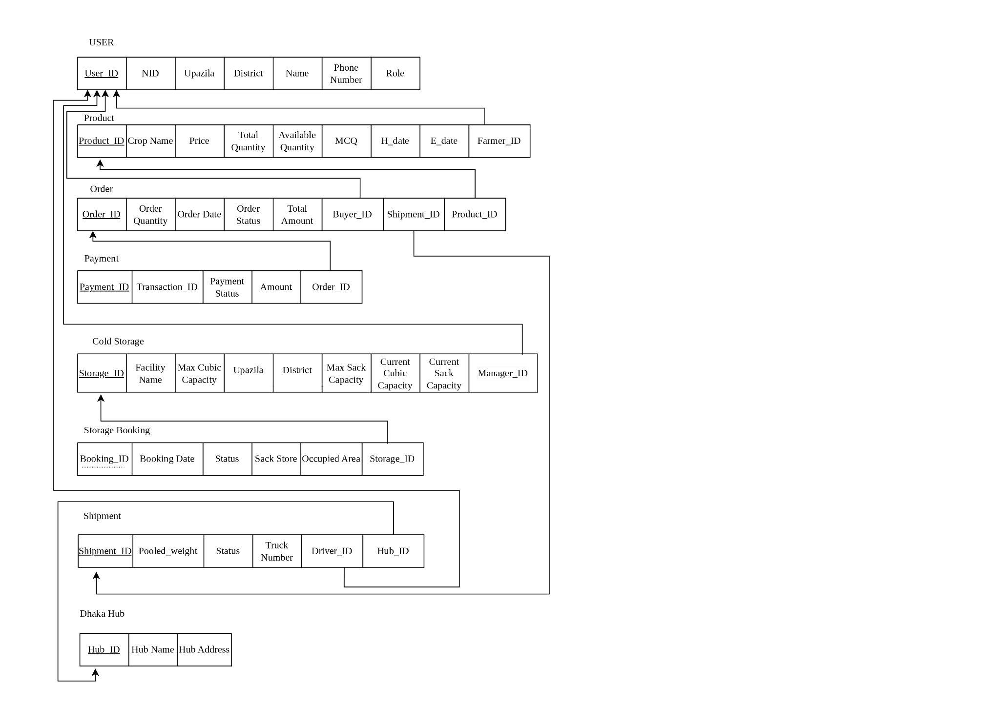 USER
User_ID NID Upazila District Name Phone Number Role
Product
Product_ID Crop Name Price Total Quantity Available Quantity MCQ H_date E_date Farmer_ID
Order
Order_ID Order Quantity Order Date Order Status Total Amount Buyer_ID Shipment_ID Product_ID
Payment
Payment_ID Transaction_ID Payment Status Amount Order_ID
Cold Storage
Storage_ID Facility Name Max Cubic Capacity Upazila District Max Sack Capacity Current Cubic Capacity Current Sack Capacity Manager_ID
Storage Booking
Booking_ID Booking Date Status Sack Store Occupied Area Storage_ID
Shipment
Shipment_ID Pooled_weight Status Truck Number Driver_ID Hub_ID
Dhaka Hub
Hub_ID Hub Name Hub Address